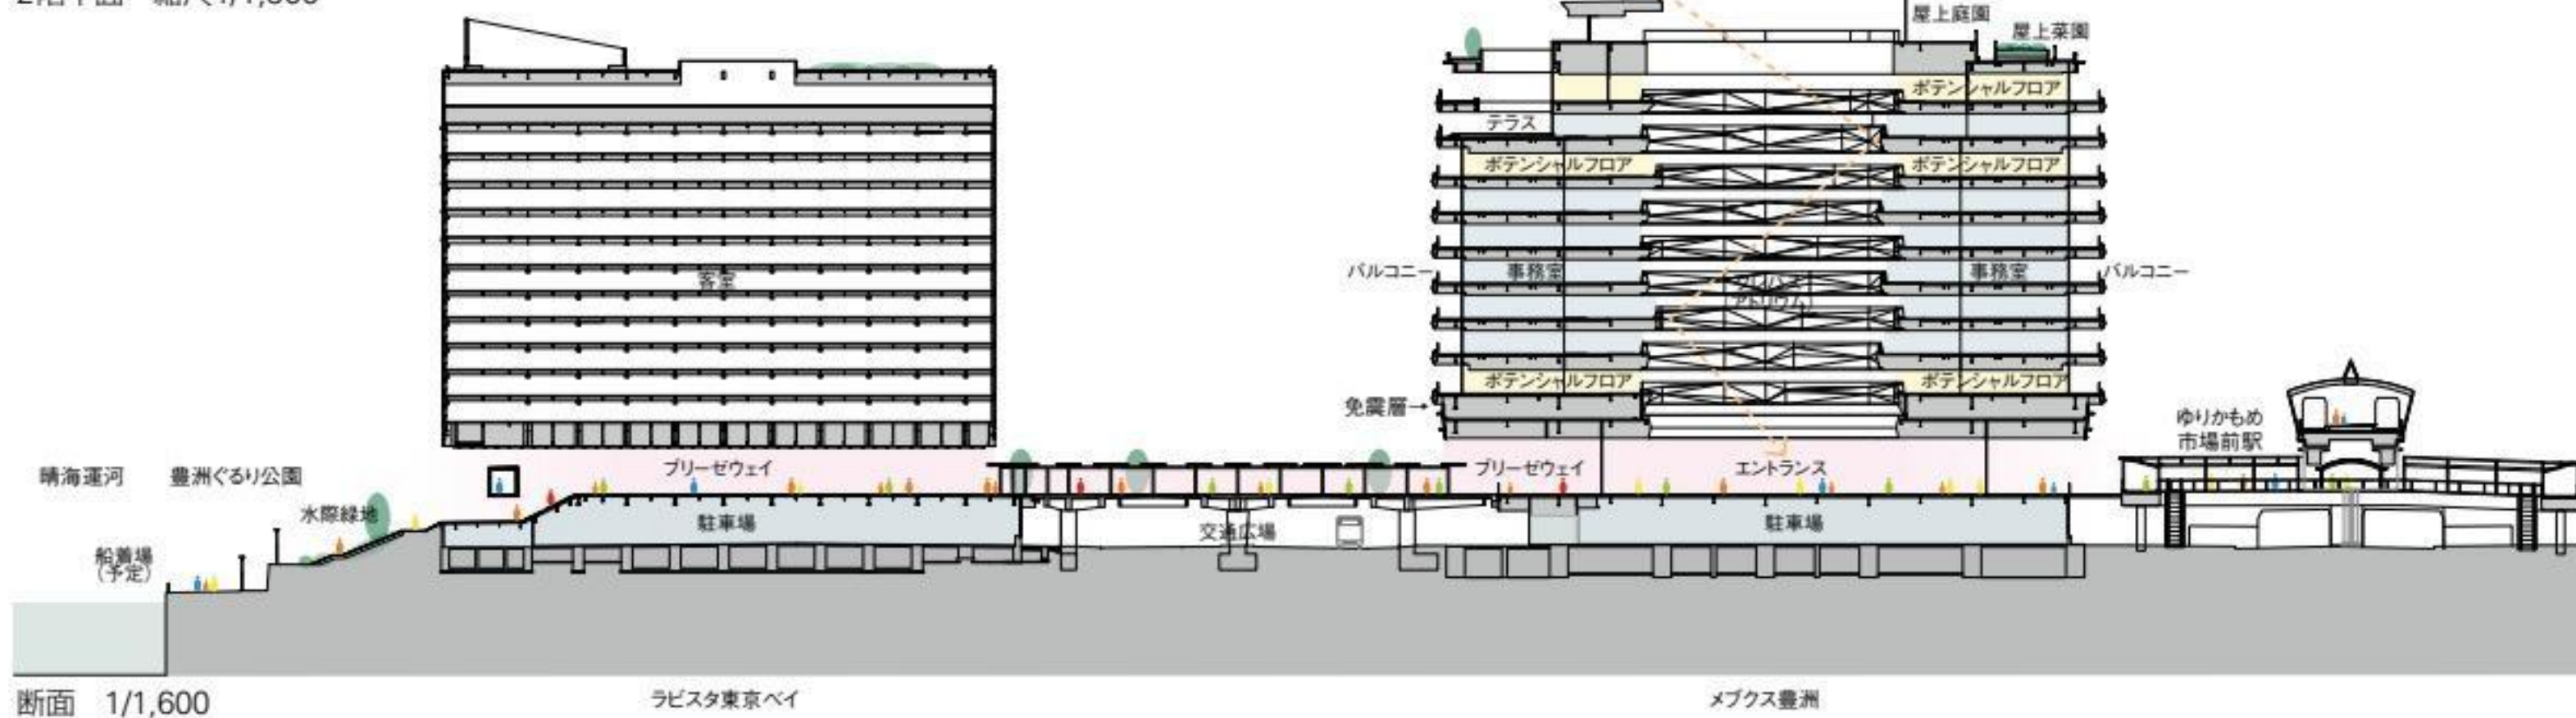 屋上庭園
屋上菜園
ポテンシャルフロア
テラス
ポテンシャルフロア
ポテンシャルフロア
バルコニー
事務室
客室
アトリウム
事務室
バルコニー
ポテンシャルフロア
ポテンシャルフロア
免震層→
ゆりかもめ
市場前駅
晴海運河
豊洲ぐるり公園
ブリーゼウェイ
ブリーゼウェイ
エントランス
水際緑地
駐車場
交通広場
駐車場
船着場
(予定)
断面 1/1,600
ラビスタ東京ベイ
メブクス豊洲